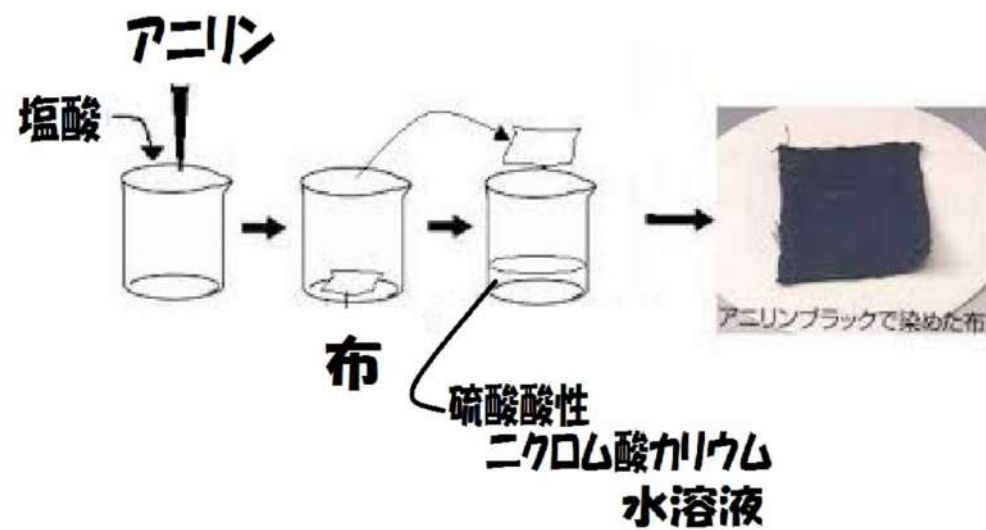 アニリン
塩酸
布
硫酸酸性
ニクロム酸カリウム
水溶液
アニリンブラックで染めた布